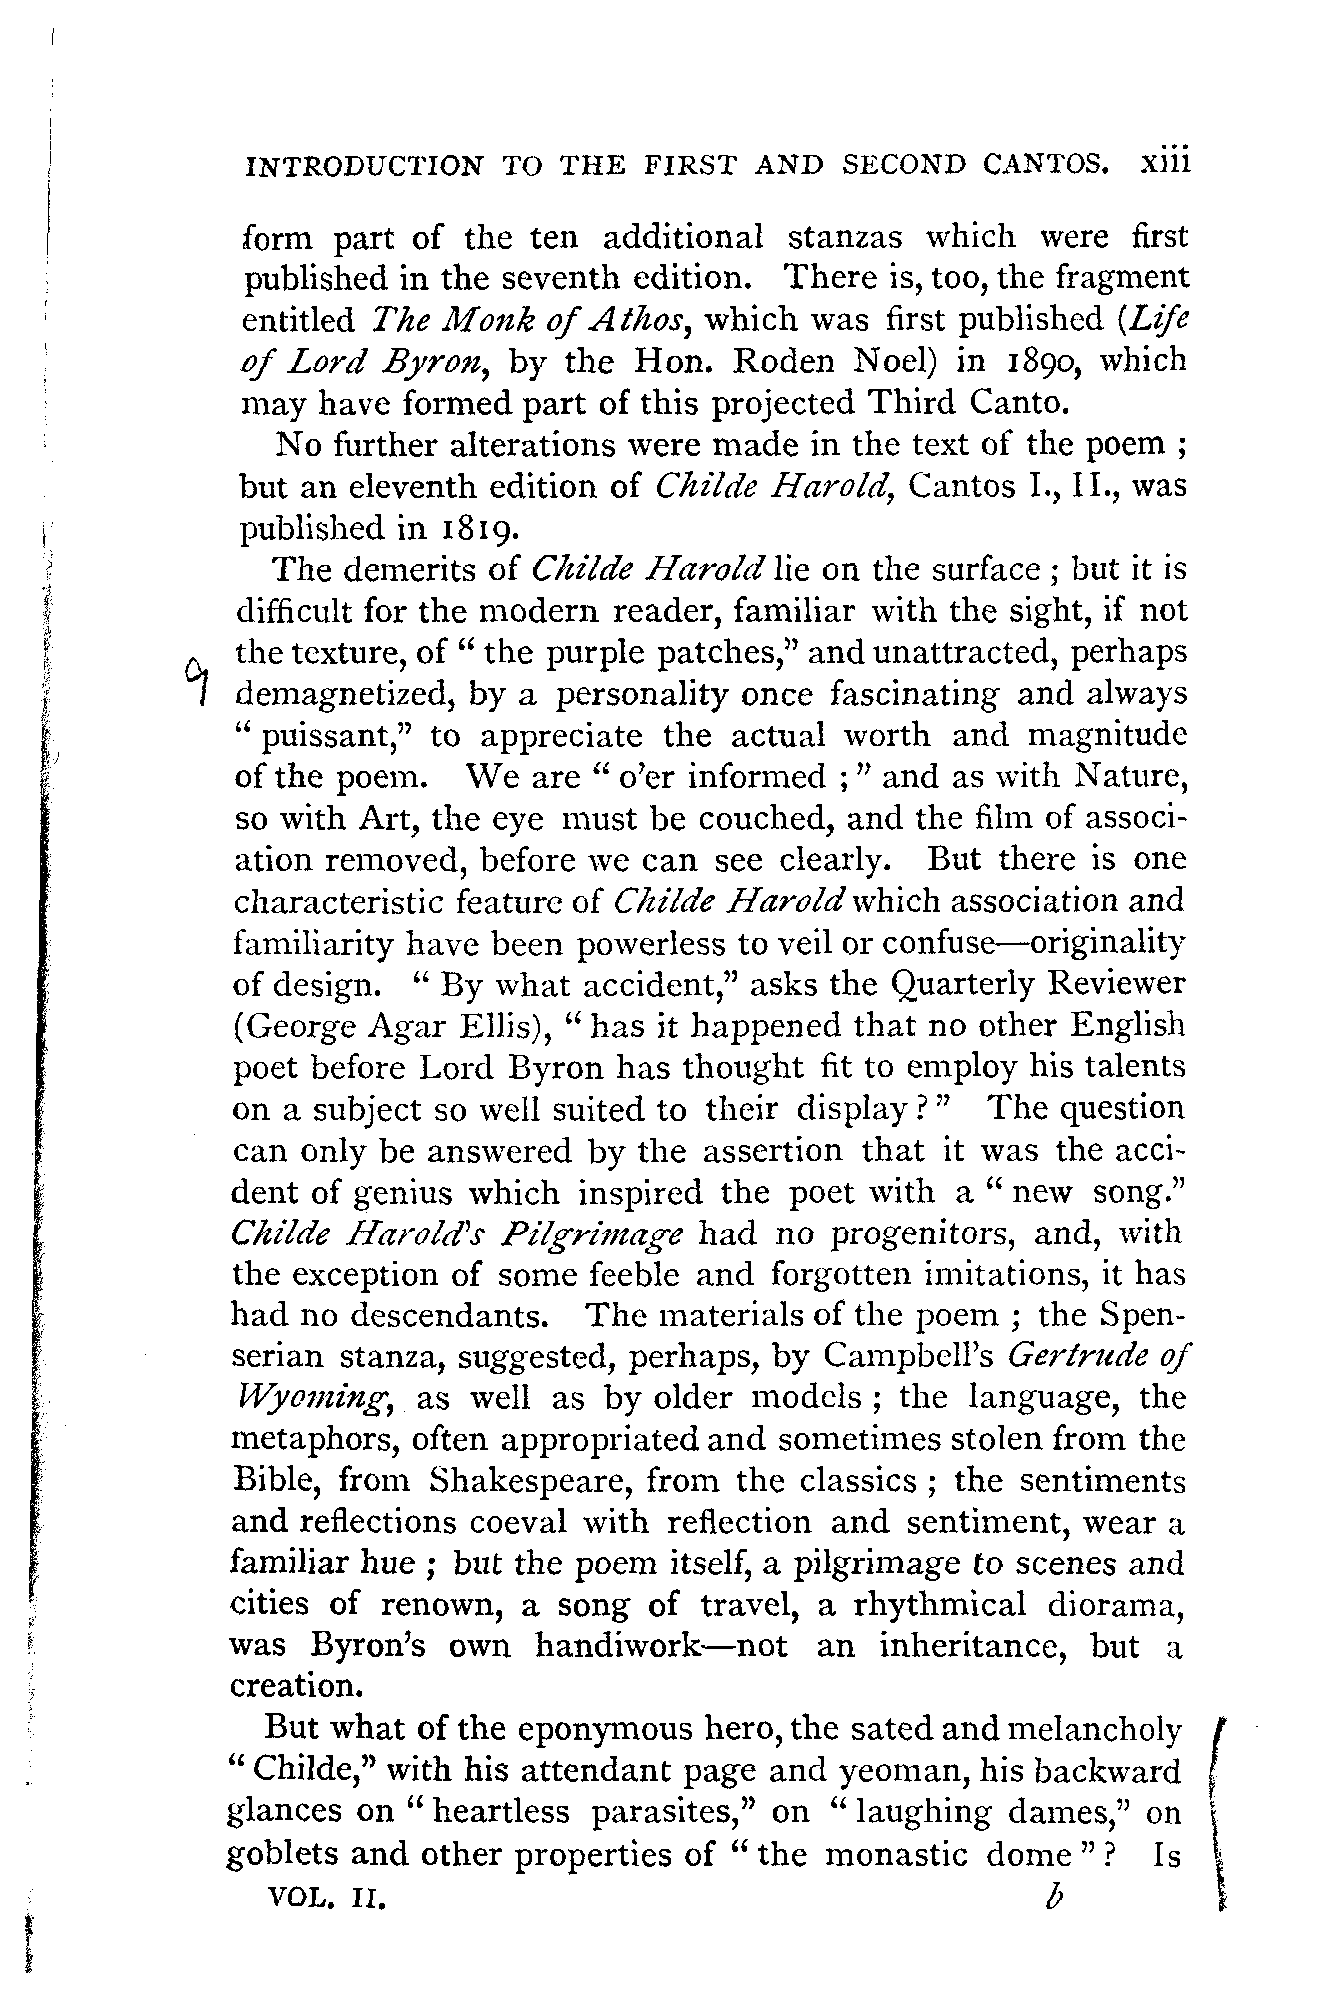 INTRODUCTION TO THE FIRST AND SECOND CANTOS. xiii
form part of the ten additional stanzas which were first
published in the seventh edition. There is, too, the fragment
entitled The Monk of Athos, which was first published (Life
of Lord Byron, by the Hon. Roden Noel) in 1890, which
may have formed part of this projected Third Canto.
No further alterations were made in the text of the poem ;
but an eleventh edition of Childe Harold, Cantos I., II., was
published in 1819.
The demerits of Childe Harold lie on the surface ; but it is
difficult for the modern reader, familiar with the sight, if not
the texture, of " the purple patches," and unattracted, perhaps
demagnetized, by a personality once fascinating and always
" puissant," to appreciate the actual worth and magnitude
of the poem. We are " o'er informed ; " and as with Nature,
so with Art, the eye must be couched, and the film of associ-
ation removed, before we can see clearly. But there is one
characteristic feature of Childe Harold which association and
familiarity have been powerless to veil or confuse—originality
of design. " By what accident," asks the Quarterly Reviewer
(George Agar Ellis), " has it happened that no other English
poet before Lord Byron has thought fit to employ his talents
on a subject so well suited to their display ? " The question
can only be answered by the assertion that it was the acci-
dent of genius which inspired the poet with a " new song."
Childe Harold's Pilgrimage had no progenitors, and, with
the exception of some feeble and forgotten imitations, it has
had no descendants. The materials of the poem ; the Spen-
serian stanza, suggested, perhaps, by Campbell's Gertrude of
Wyoming, as well as by older models ; the language, the
metaphors, often appropriated and sometimes stolen from the
Bible, from Shakespeare, from the classics ; the sentiments
and reflections coeval with reflection and sentiment, wear a
familiar hue ; but the poem itself, a pilgrimage to scenes and
cities of renown, a song of travel, a rhythmical diorama,
was Byron's own handiwork—not an inheritance, but a
creation.
But what of the eponymous hero, the sated and melancholy
" Childe," with his attendant page and yeoman, his backward
glances on " heartless parasites," on " laughing dames," on
goblets and other properties of " the monastic dome " ? Is
VOL. II. b